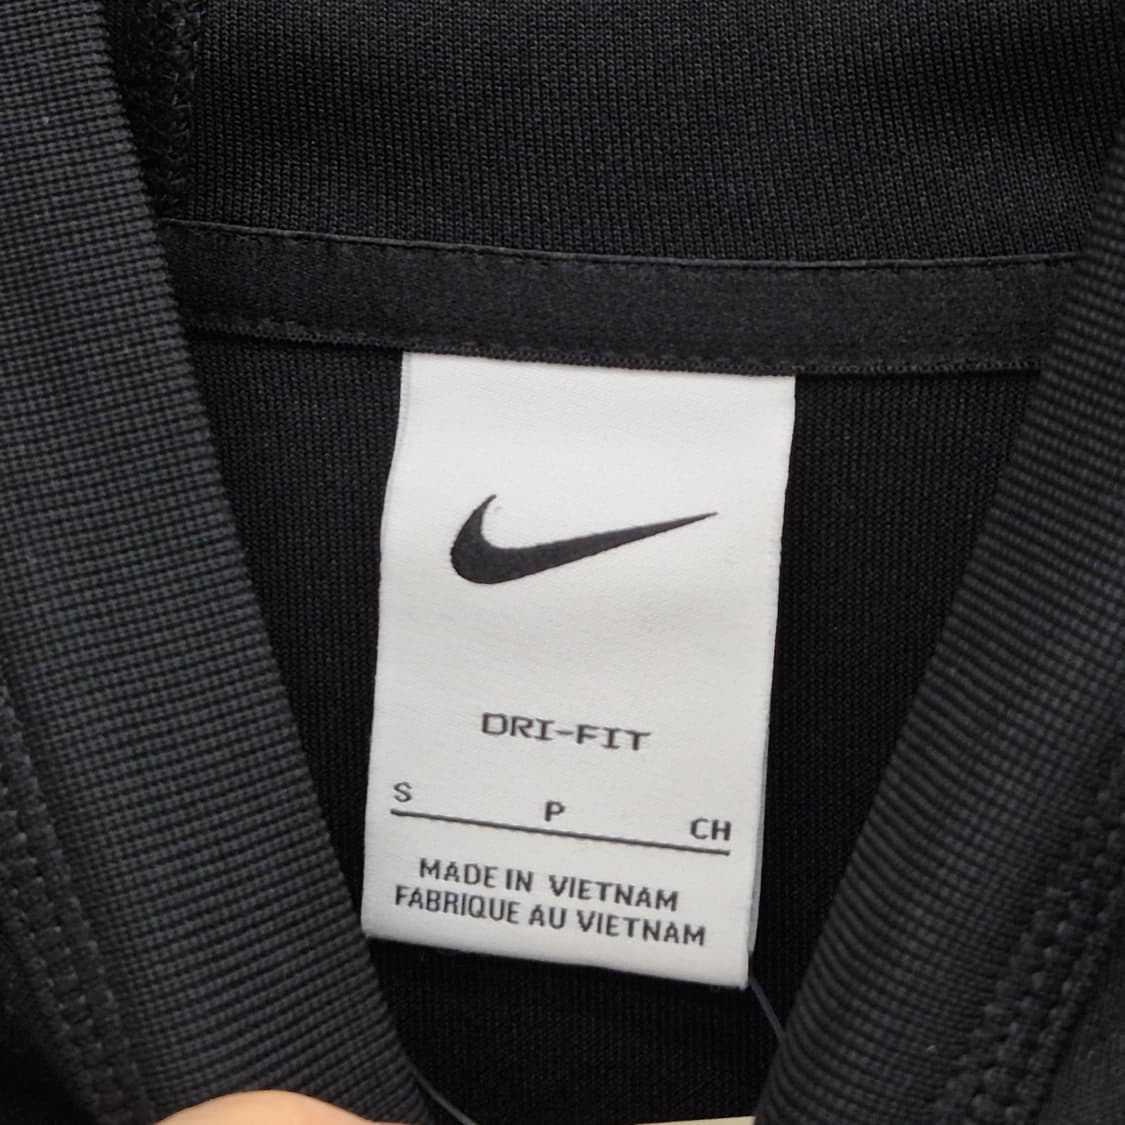 DRI-FIT
S P CH
MADE IN VIETNAM
FABRIQUE AU VIETNAM